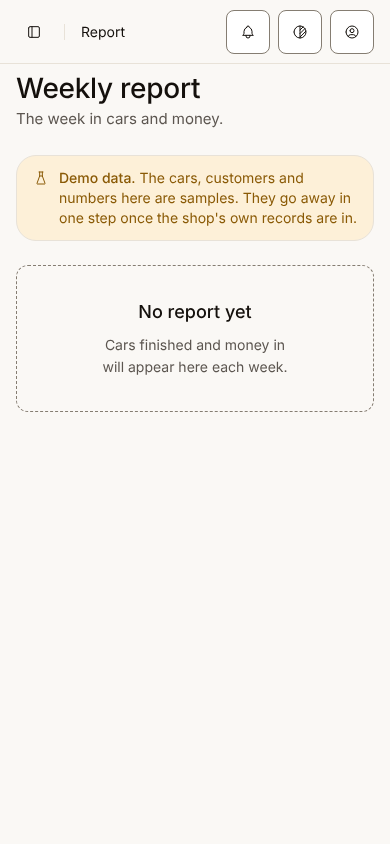 Report
Weekly report
The week in cars and money.
Demo data. The cars, customers and
numbers here are samples. They go away in
one step once the shop's own records are in.
No report yet
Cars finished and money in
will appear here each week.